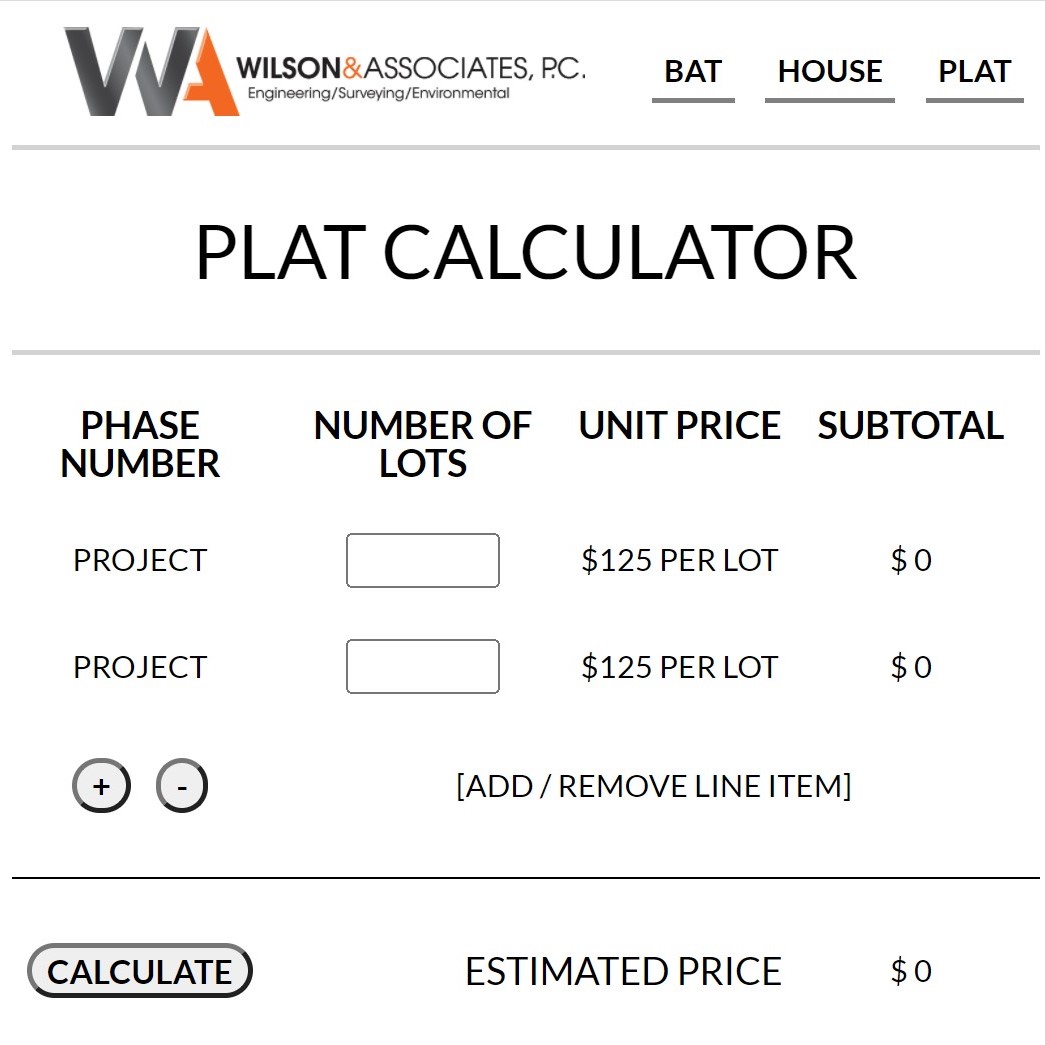 WA WILSON&ASSOCIATES, P.C.
Engineering/Surveying/Environmental
BAT HOUSE PLAT
PLAT CALCULATOR
PHASE NUMBER OF UNIT PRICE SUBTOTAL
NUMBER LOTS
PROJECT $125 PER LOT $ 0
PROJECT $125 PER LOT $ 0
+ - [ADD / REMOVE LINE ITEM]
CALCULATE ESTIMATED PRICE $ 0